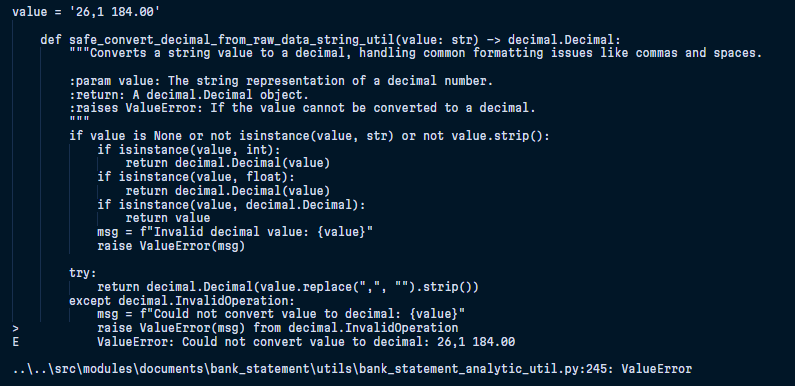 value = '26,1 184.00'
def safe_convert_decimal_from_raw_data_string_util(value: str) -> decimal.Decimal:
"""Converts a string value to a decimal, handling common formatting issues like commas and spaces.
:param value: The string representation of a decimal number.
:return: A decimal.Decimal object.
:raises ValueError: If the value cannot be converted to a decimal.
"""
if value is None or not isinstance(value, str) or not value.strip():
if isinstance(value, int):
return decimal.Decimal(value)
if isinstance(value, float):
return decimal.Decimal(value)
if isinstance(value, decimal.Decimal):
return value
msg = f"Invalid decimal value: {value}"
raise ValueError(msg)
try:
return decimal.Decimal(value.replace(",", "").strip())
except decimal.InvalidOperation:
msg = f"Could not convert value to decimal: {value}"
> raise ValueError(msg) from decimal.InvalidOperation
E ValueError: Could not convert value to decimal: 26,1 184.00
..\..\src\modules\documents\bank_statement\utils\bank_statement_analytic_util.py:245: ValueError